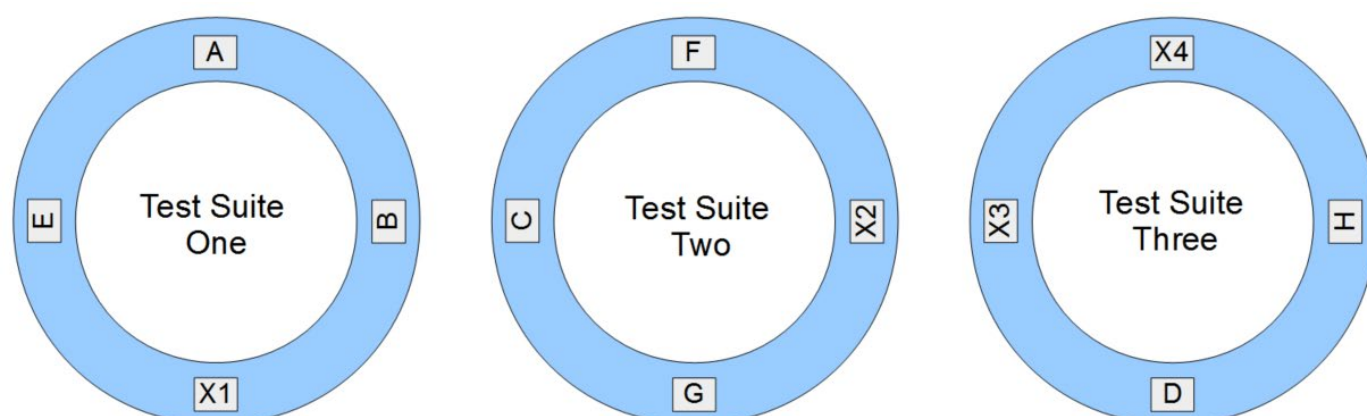 A
E
Test Suite
One
B
X1
F
C
Test Suite
Two
X2
G
X4
X3
Test Suite
Three
H
D